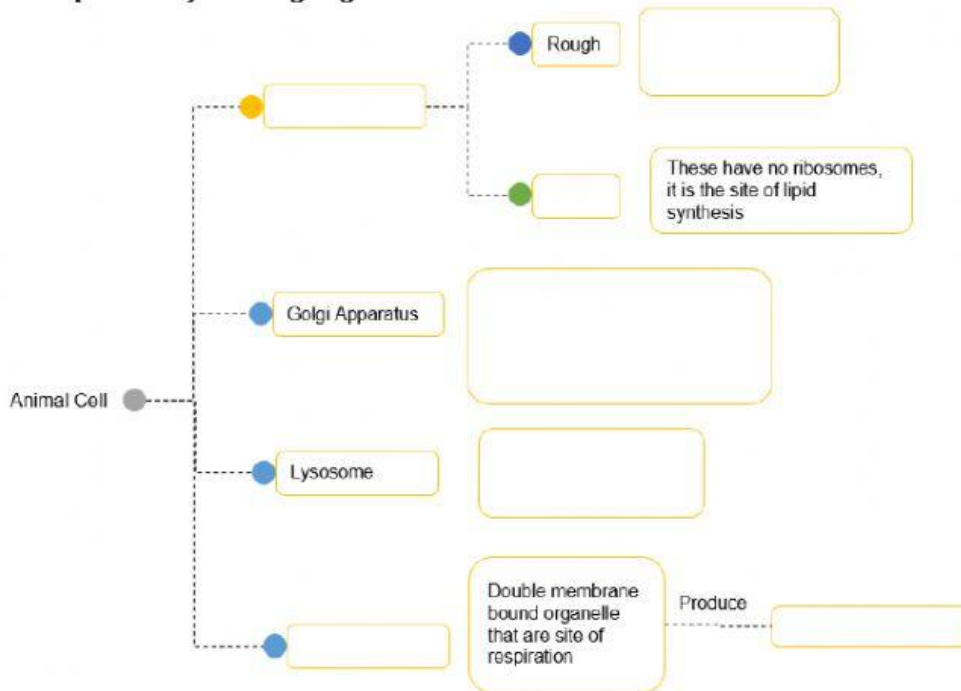 Rough
These have no ribosomes,
it is the site of lipid
synthesis
Golgi Apparatus
Animal Cell
Lysosome
Double membrane
bound organelle
that are site of
respiration
Produce